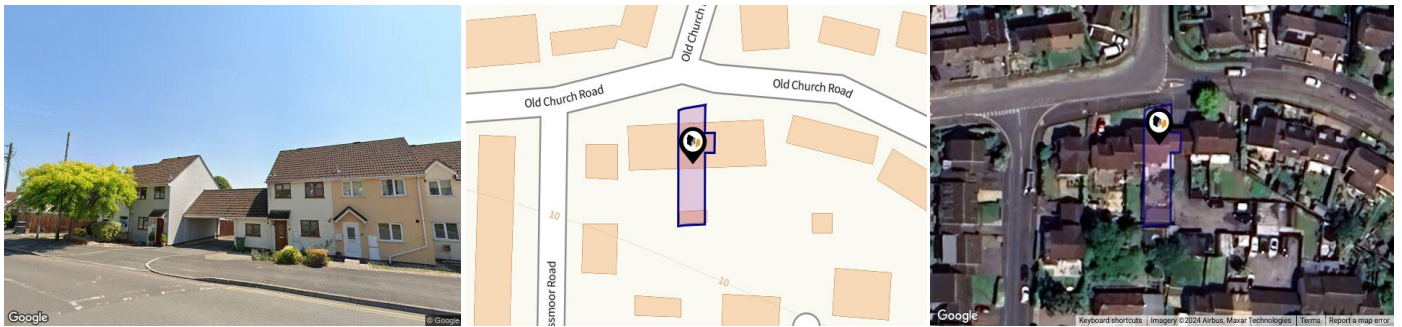 Google
© Google
Old Church Road
Old Church Road
Old Church
10
10
ssmoor Road
Google
Keyboard shortcuts
Imagery ©2024 Airbus, Maxar Technologies
Terms
Report a map error